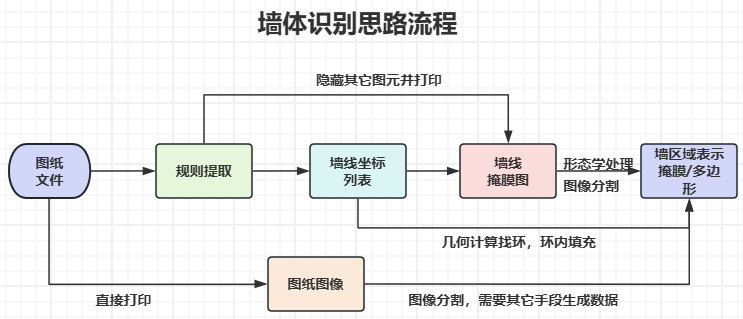 墙体识别思路流程
隐藏其它图元并打印
图纸
文件
规则提取
墙线坐标
列表
墙线
掩膜图
形态学处理
图像分割
墙区域表示
掩膜/多边
形
几何计算找环，环内填充
图纸图像
直接打印
图像分割，需要其它手段生成数据